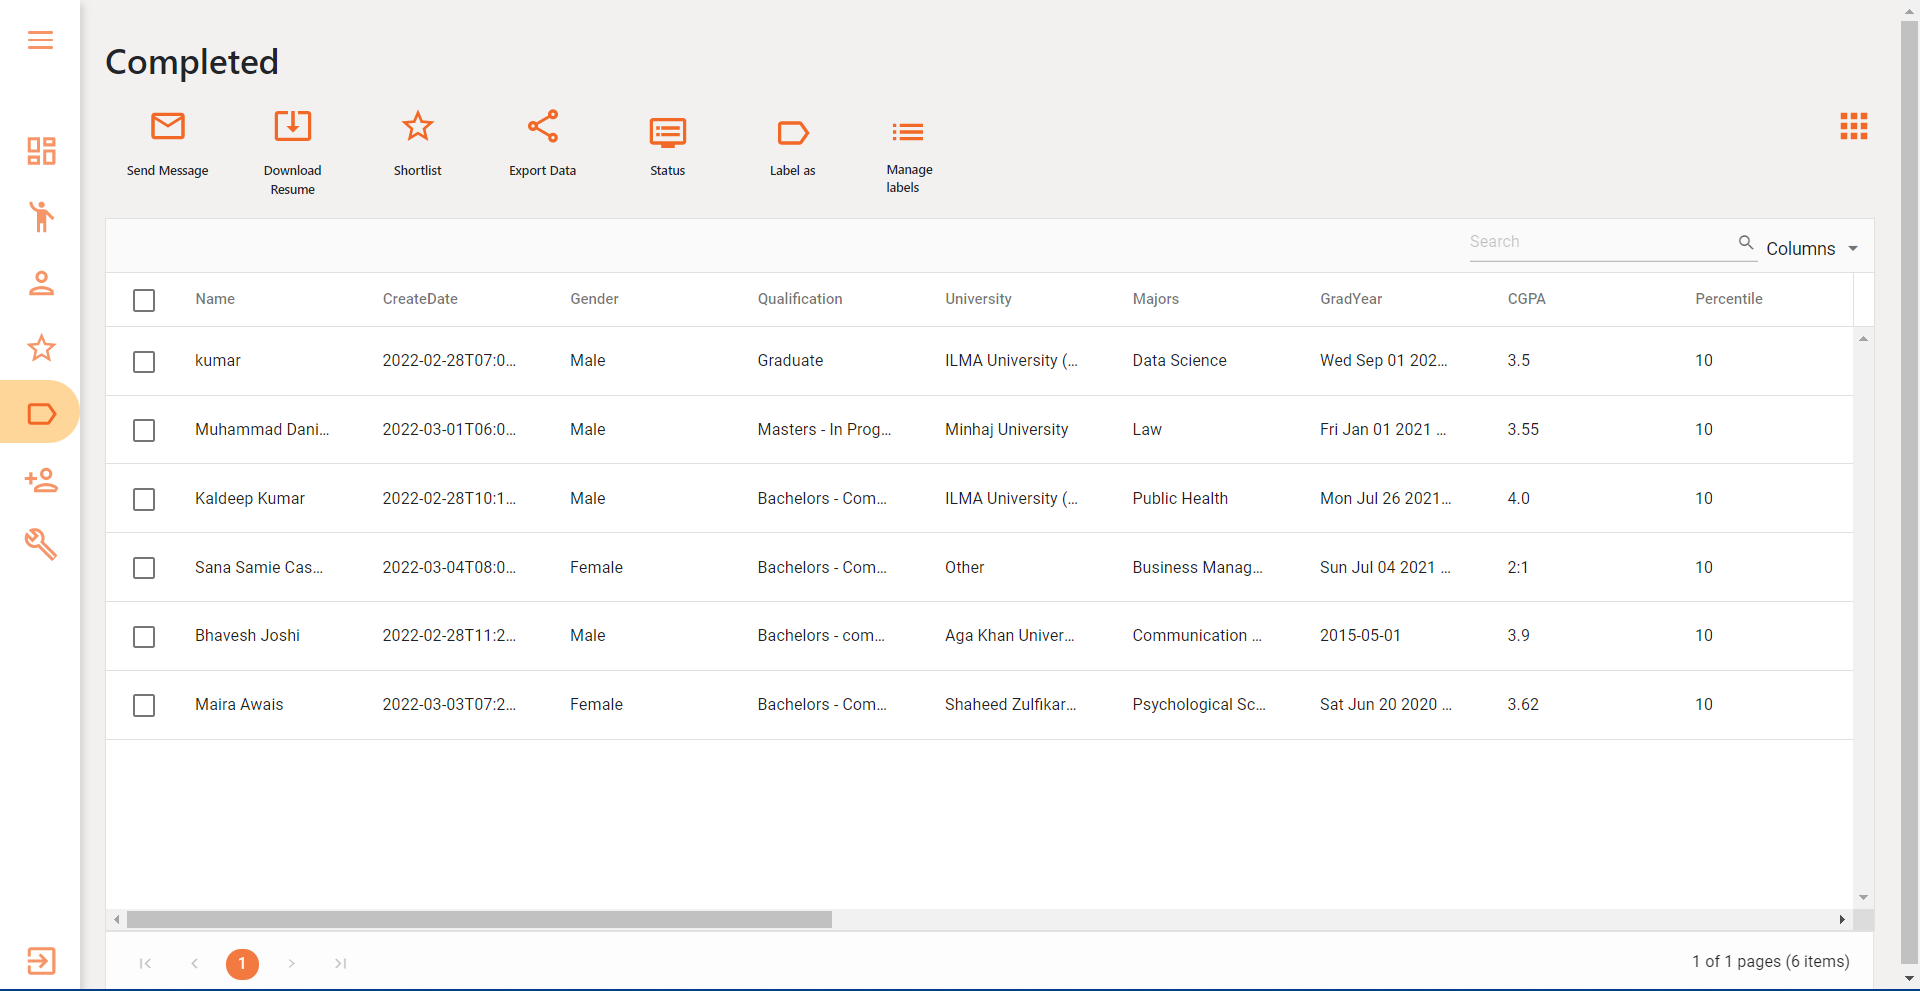 Completed
Send Message
Download
Resume
Shortlist
Export Data
Status
Label as
Manage
labels
Search
Columns
Name CreateDate Gender Qualification University Majors GradYear CGPA Percentile
kumar 2022-02-28T07:0... Male Graduate ILMA University (... Data Science Wed Sep 01 202... 3.5 10
Muhammad Dani... 2022-03-01T06:0... Male Masters - In Prog... Minhaj University Law Fri Jan 01 2021 ... 3.55 10
Kaldeep Kumar 2022-02-28T10:1... Male Bachelors - Com... ILMA University (... Public Health Mon Jul 26 2021... 4.0 10
Sana Samie Cas... 2022-03-04T08:0... Female Bachelors - Com... Other Business Manag... Sun Jul 04 2021 ... 2:1 10
Bhavesh Joshi 2022-02-28T11:2... Male Bachelors - com... Aga Khan Univer... Communication ... 2015-05-01 3.9 10
Maira Awais 2022-03-03T07:2... Female Bachelors - Com... Shaheed Zulfikar... Psychological Sc... Sat Jun 20 2020 ... 3.62 10
1
1 of 1 pages (6 items)